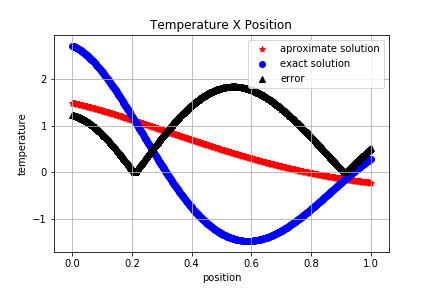 Temperature X Position
aproximate solution
exact solution
error
temperature
2
1
0
−1
0.0 0.2 0.4 0.6 0.8 1.0
position